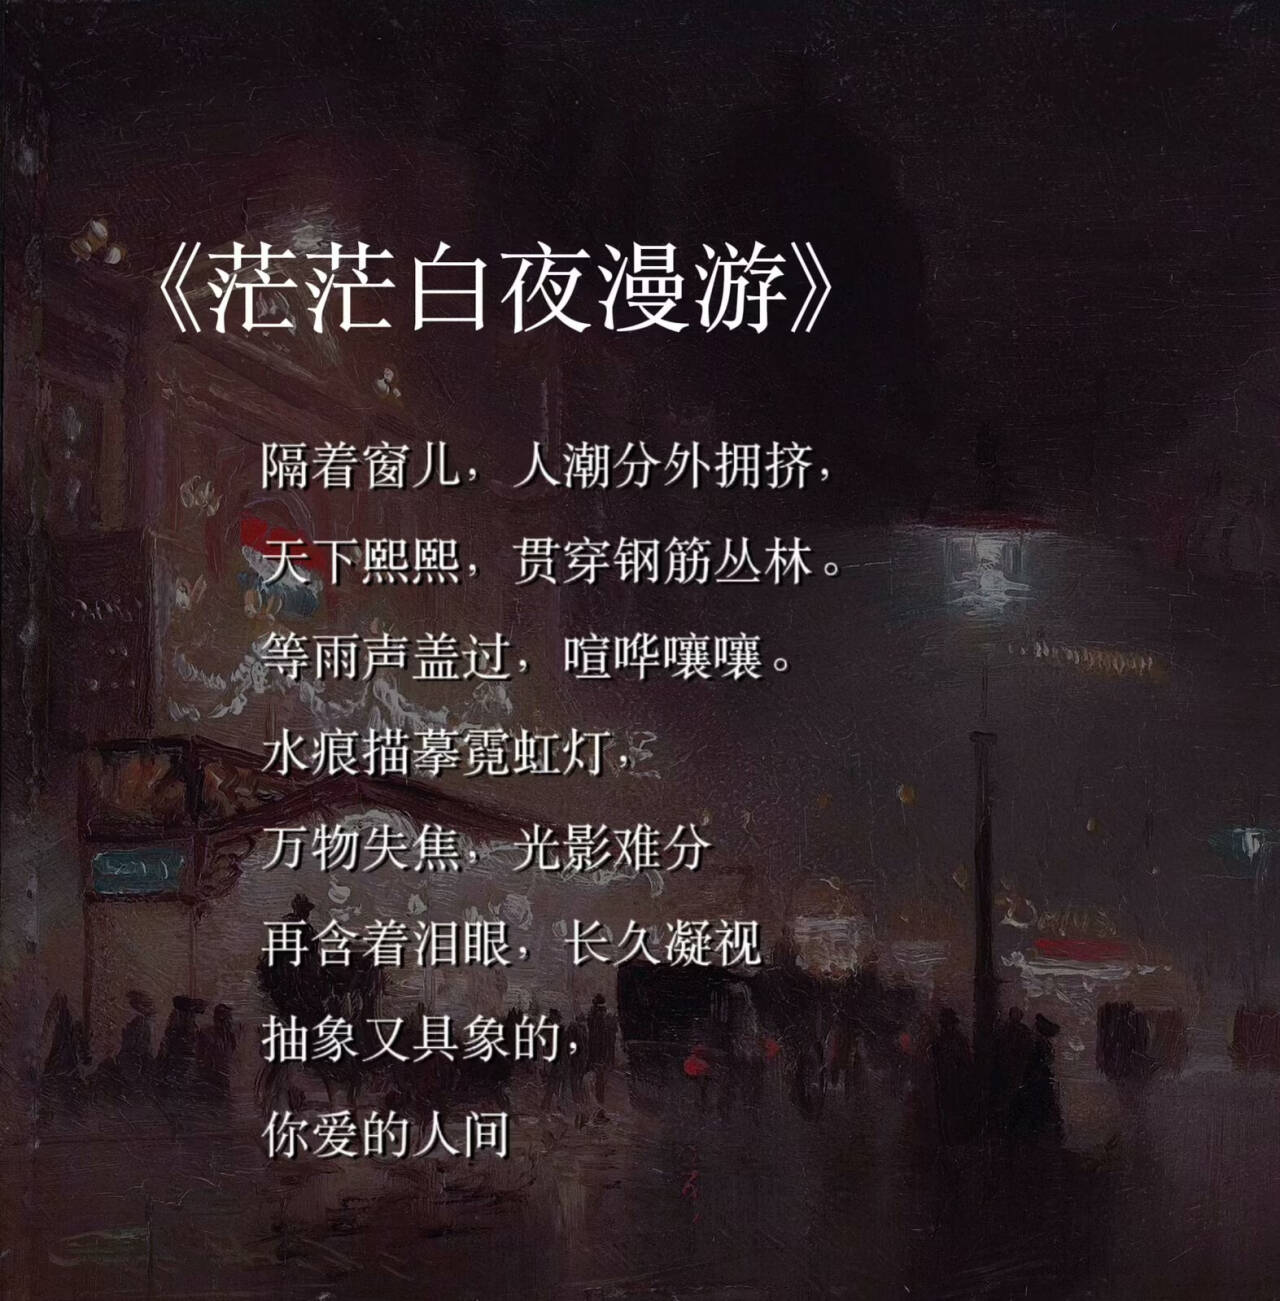 《茫茫白夜漫游》
隔着窗儿，人潮分外拥挤，
天下熙熙，贯穿钢筋丛林。
等雨声盖过，喧哗嚷嚷。
水痕描摹霓虹灯，
万物失焦，光影难分
再含着泪眼，长久凝视
抽象又具象的，
你爱的人间